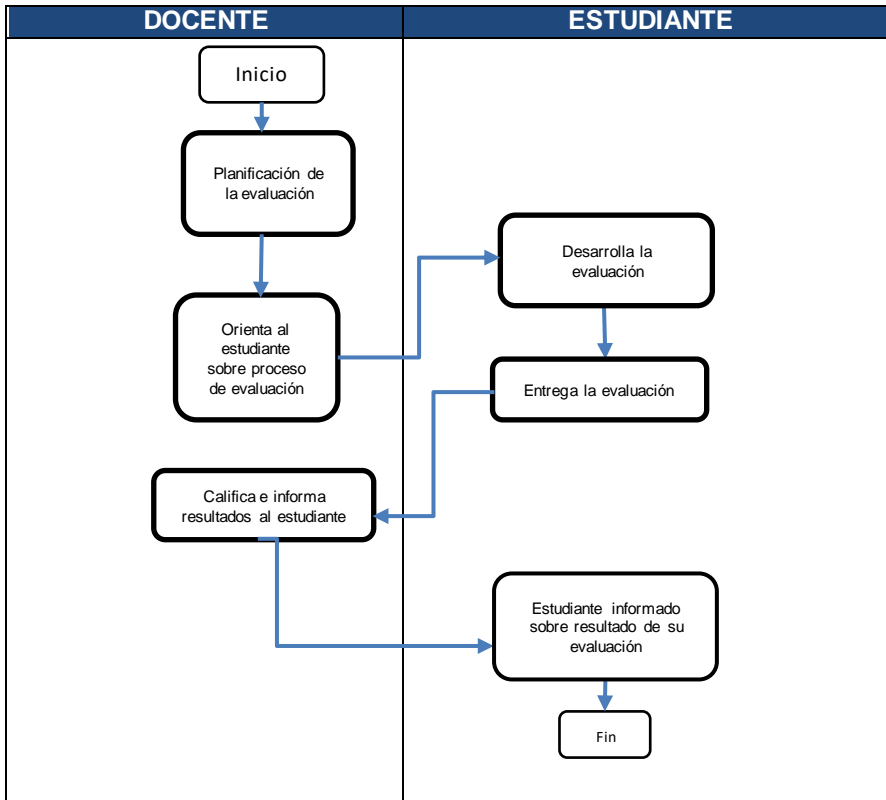 DOCENTE
ESTUDIANTE
Inicio
Planificación de
la evaluación
Orienta al
estudiante
sobre proceso
de evaluación
Desarrolla la
evaluación
Entrega la evaluación
Califica e informa
resultados al estudiante
Estudiante informado
sobre resultado de su
evaluación
Fin